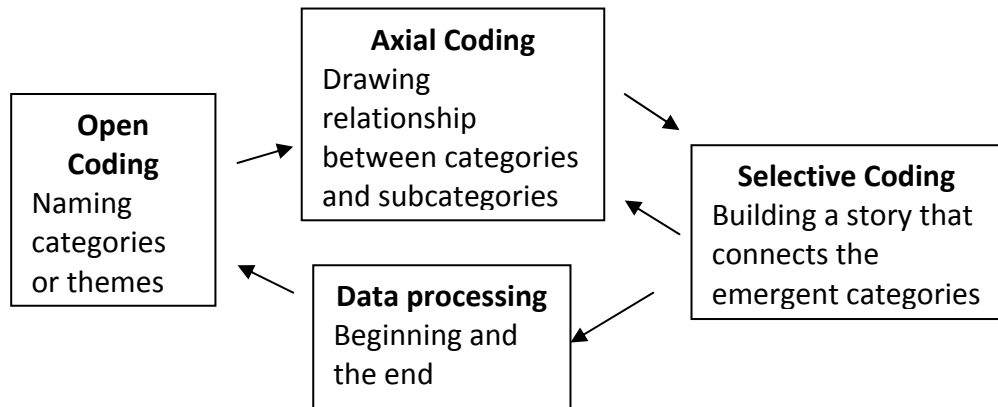 Open
Coding
Naming
categories
or themes
Axial Coding
Drawing
relationship
between categories
and subcategories
Selective Coding
Building a story that
connects the
emergent categories
Data processing
Beginning and
the end